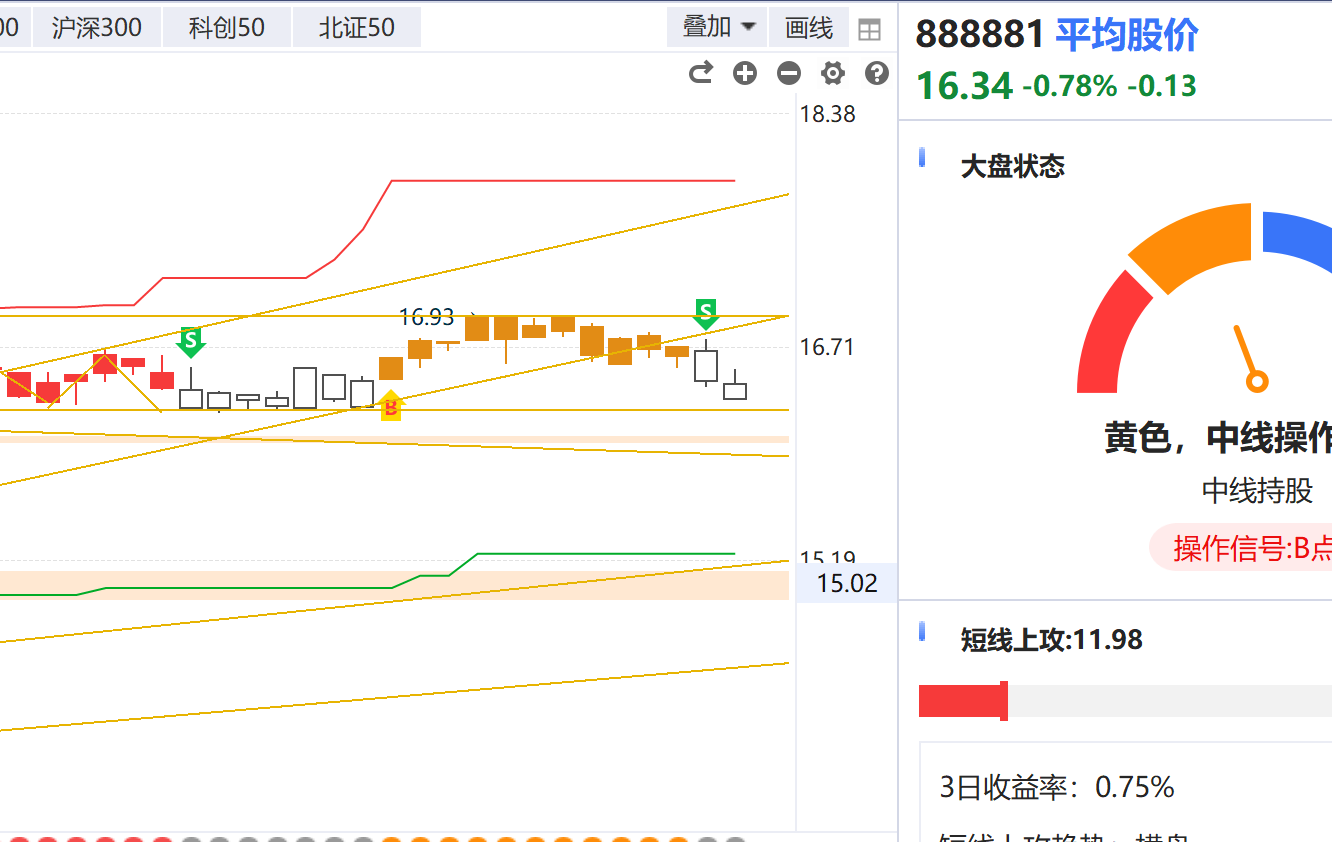 00 沪深300 科创50 北证50 叠加 画线
888881 平均股价
16.34 -0.78% -0.13
18.38
大盘状态
S
16.93
S
16.71
B
黄色，中线操作
中线持股
操作信号:B点
15.19
15.02
短线上攻:11.98
3日收益率：0.75%